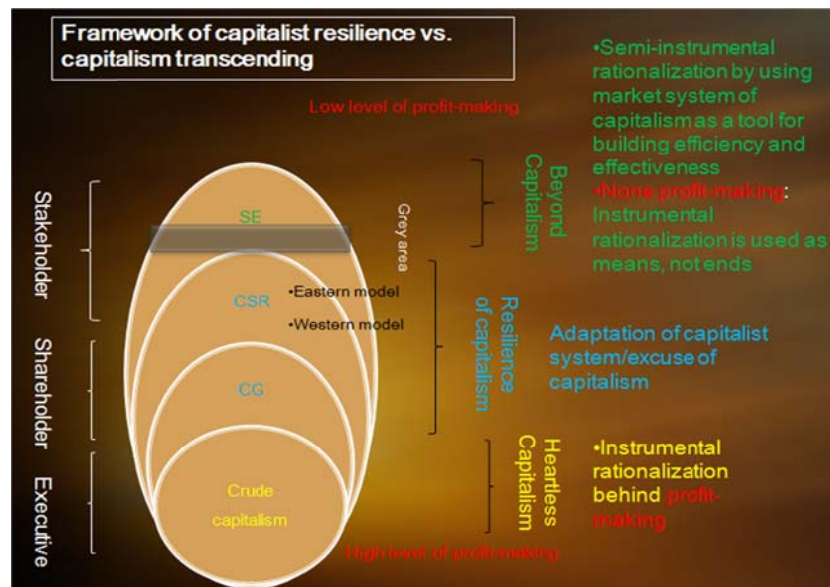 Framework of capitalist resilience vs.
capitalism transcending
Low level of profit-making
•Semi-instrumental
rationalization by using
market system of
capitalism as a tool for
building efficiency and
effectiveness
•None profit-making:
Instrumental
rationalization is used as
means, not ends
Stakeholder
SE
Grey area
Beyond
Capitalism
CSR
•Eastern model
•Western model
Resilience
of capitalism
Adaptation of capitalist
system/excuse of
capitalism
Shareholder
CG
Executive
Crude
capitalism
Heartless
Capitalism
•Instrumental
rationalization
behind profit-
making
High level of profit-making